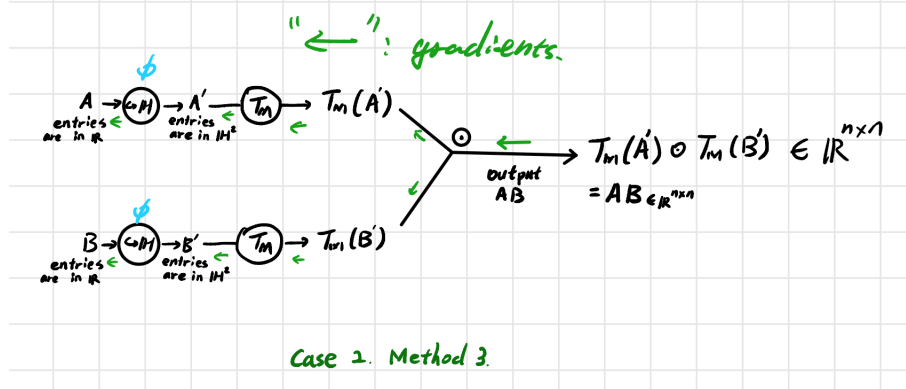 "←": gradients.
ϕ
A → ↪ℍ → A' → T_M → T_M(A')
entries are in ℝ
entries are in ℍ²
⊙
output AB
T_M(A') ⊙ T_M(B') ∈ ℝ^{n×n}
= AB ∈ ℝ^{n×n}
ϕ
B → ↪ℍ → B' → T_M → T_M(B')
entries are in ℝ
entries are in ℍ²
Case 2. Method 3.